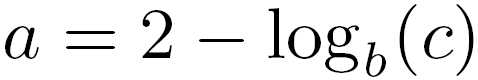 a = 2 − log_b(c)